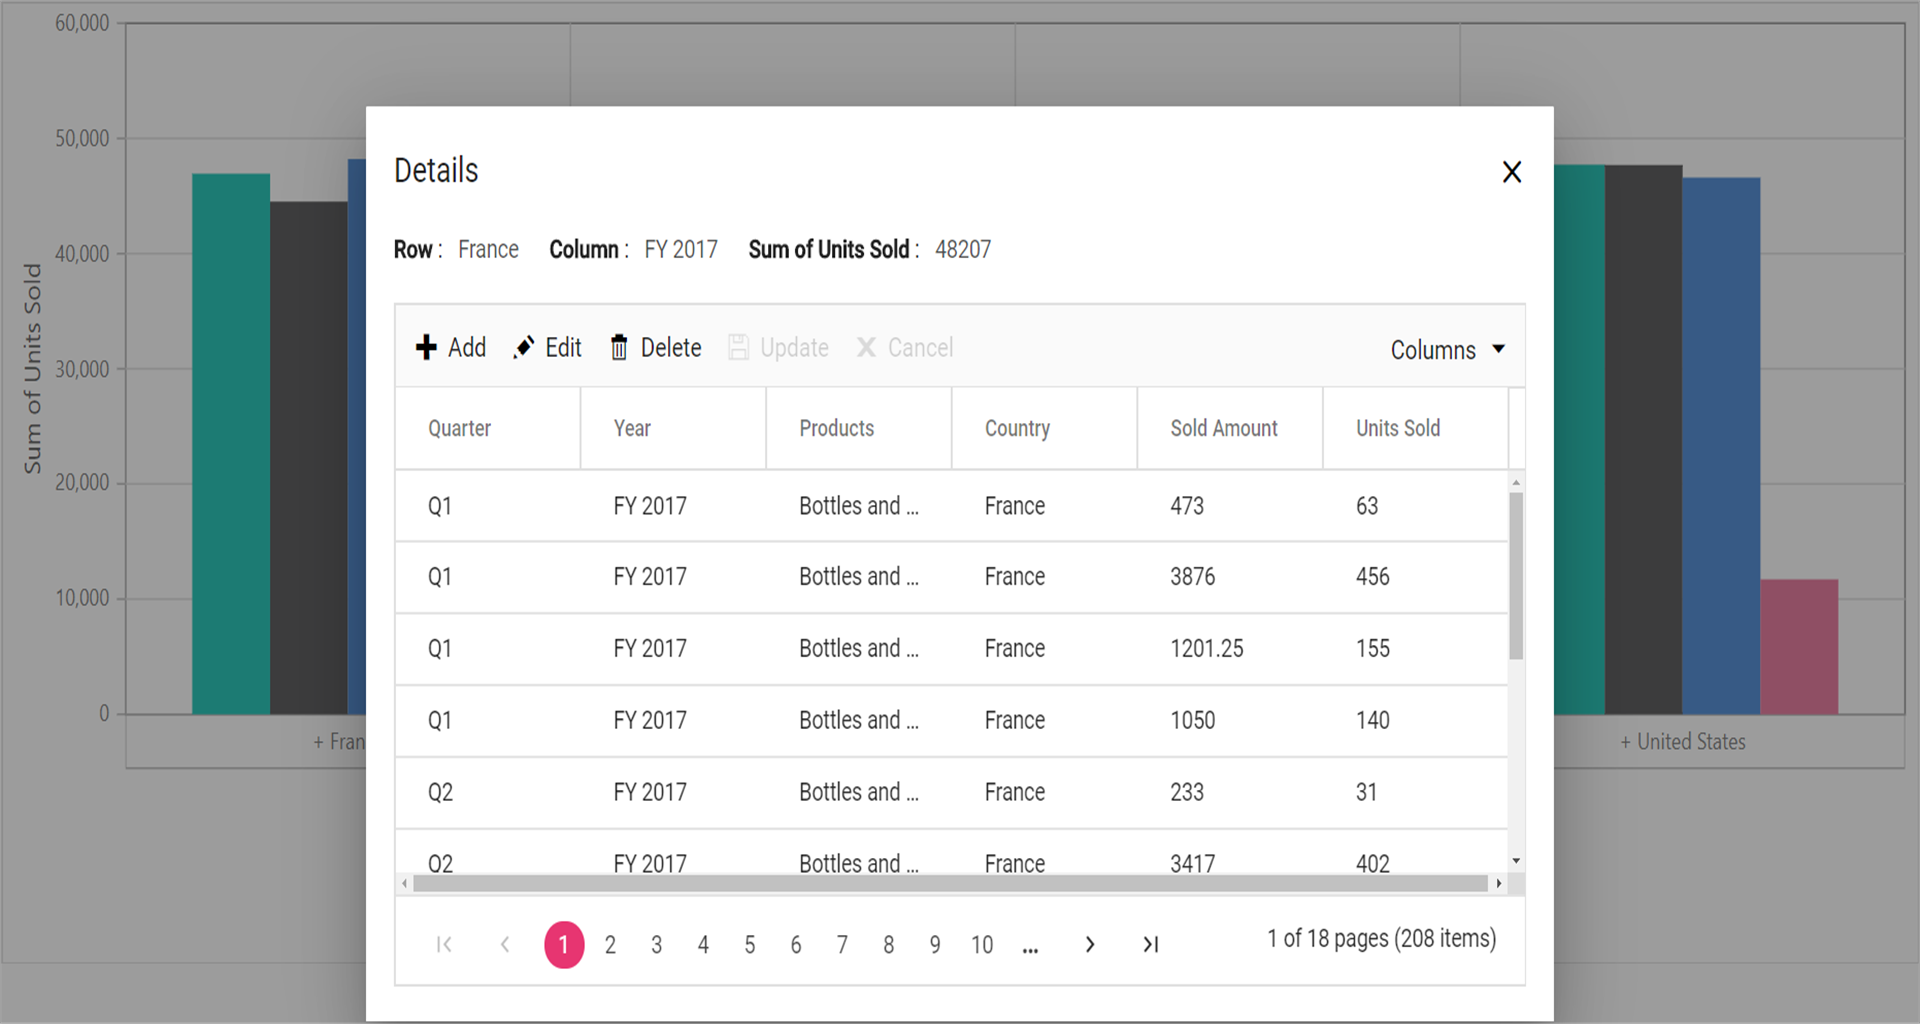 60,000
50,000
40,000
30,000
20,000
10,000
0
Sum of Units Sold
+ Fran
+ United States
Details
X
Row : France Column : FY 2017 Sum of Units Sold : 48207
Add Edit Delete Update Cancel Columns
Quarter Year Products Country Sold Amount Units Sold
Q1 FY 2017 Bottles and ... France 473 63
Q1 FY 2017 Bottles and ... France 3876 456
Q1 FY 2017 Bottles and ... France 1201.25 155
Q1 FY 2017 Bottles and ... France 1050 140
Q2 FY 2017 Bottles and ... France 233 31
Q2 FY 2017 Bottles and ... France 3417 402
1 2 3 4 5 6 7 8 9 10 ... 1 of 18 pages (208 items)